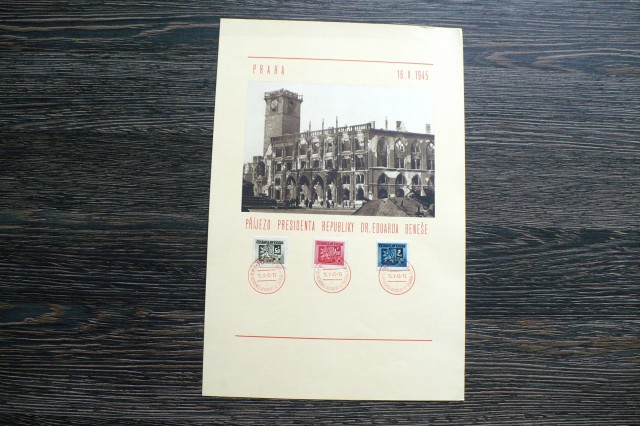 PRAHA
16.V.1945
PŘÍJEZD PRESIDENTA REPUBLIKY DR. EDUARDA BENEŠE